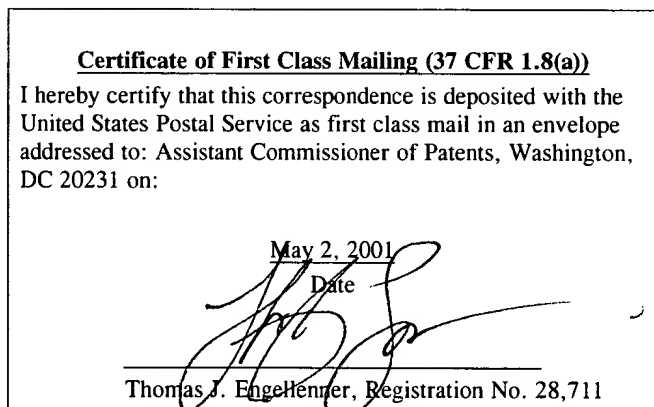 Certificate of First Class Mailing (37 CFR 1.8(a))
I hereby certify that this correspondence is deposited with the
United States Postal Service as first class mail in an envelope
addressed to: Assistant Commissioner of Patents, Washington,
DC 20231 on:
May 2, 2001
Date
Thomas J. Engellenner, Registration No. 28,711